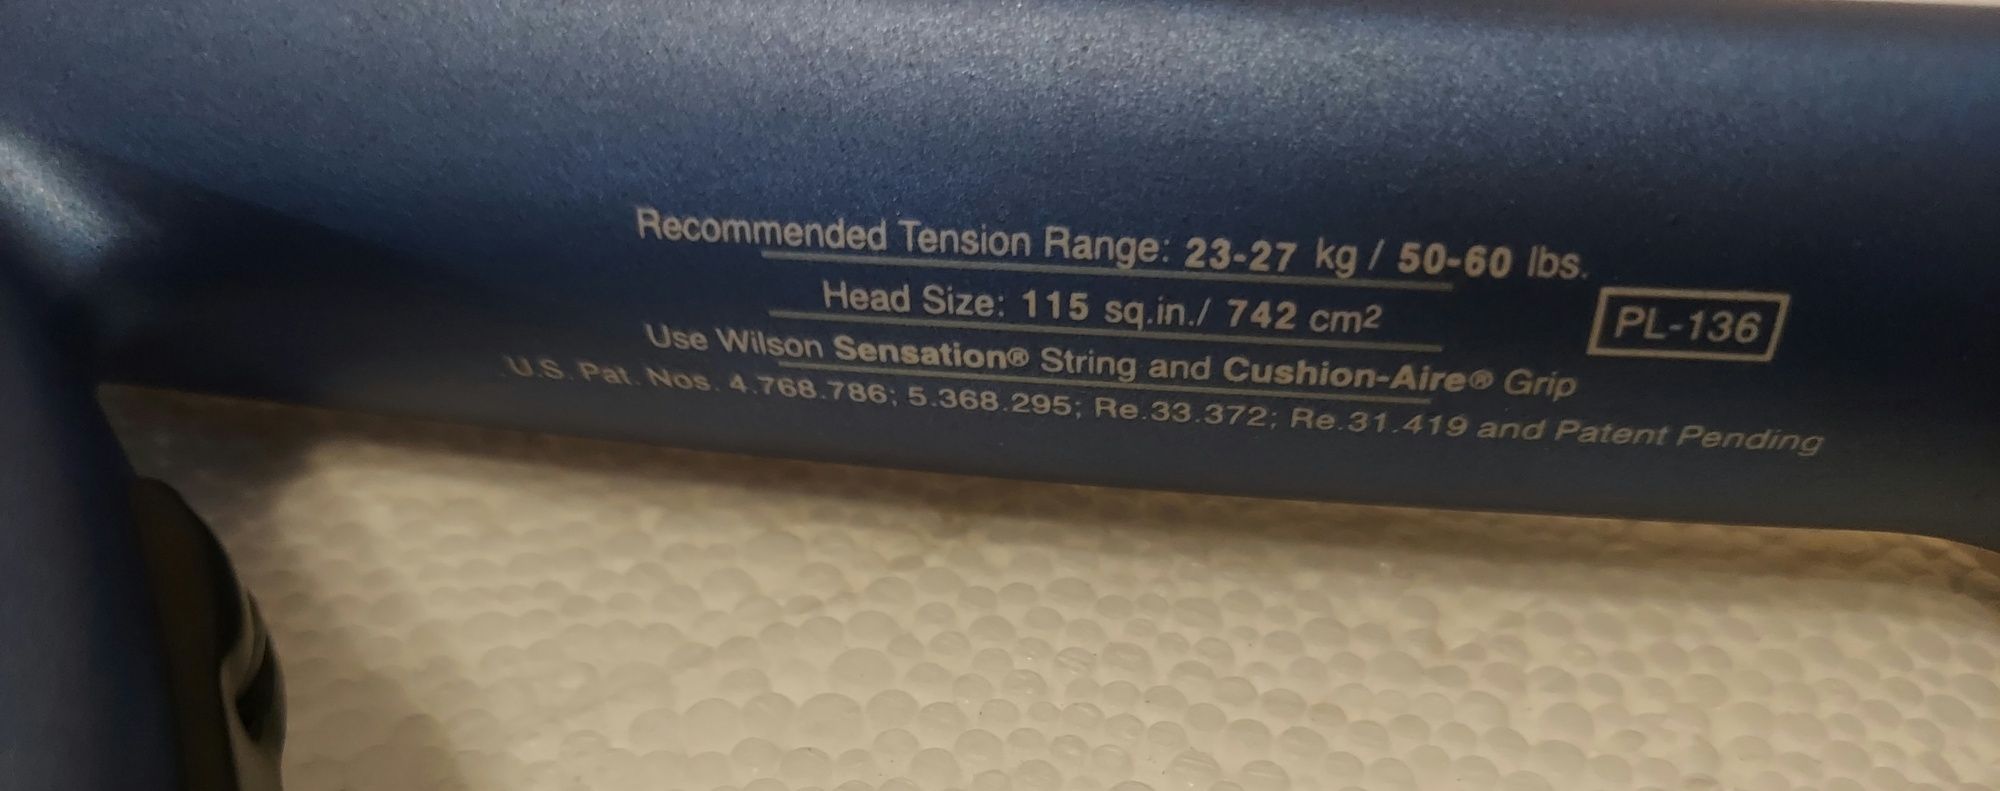 Recommended Tension Range: 23-27 kg / 50-60 lbs.
Head Size: 115 sq.in./ 742 cm2
PL-136
Use Wilson Sensation® String and Cushion-Aire® Grip
U.S. Pat. Nos. 4.768.786; 5.368.295; Re.33.372; Re.31.419 and Patent Pending